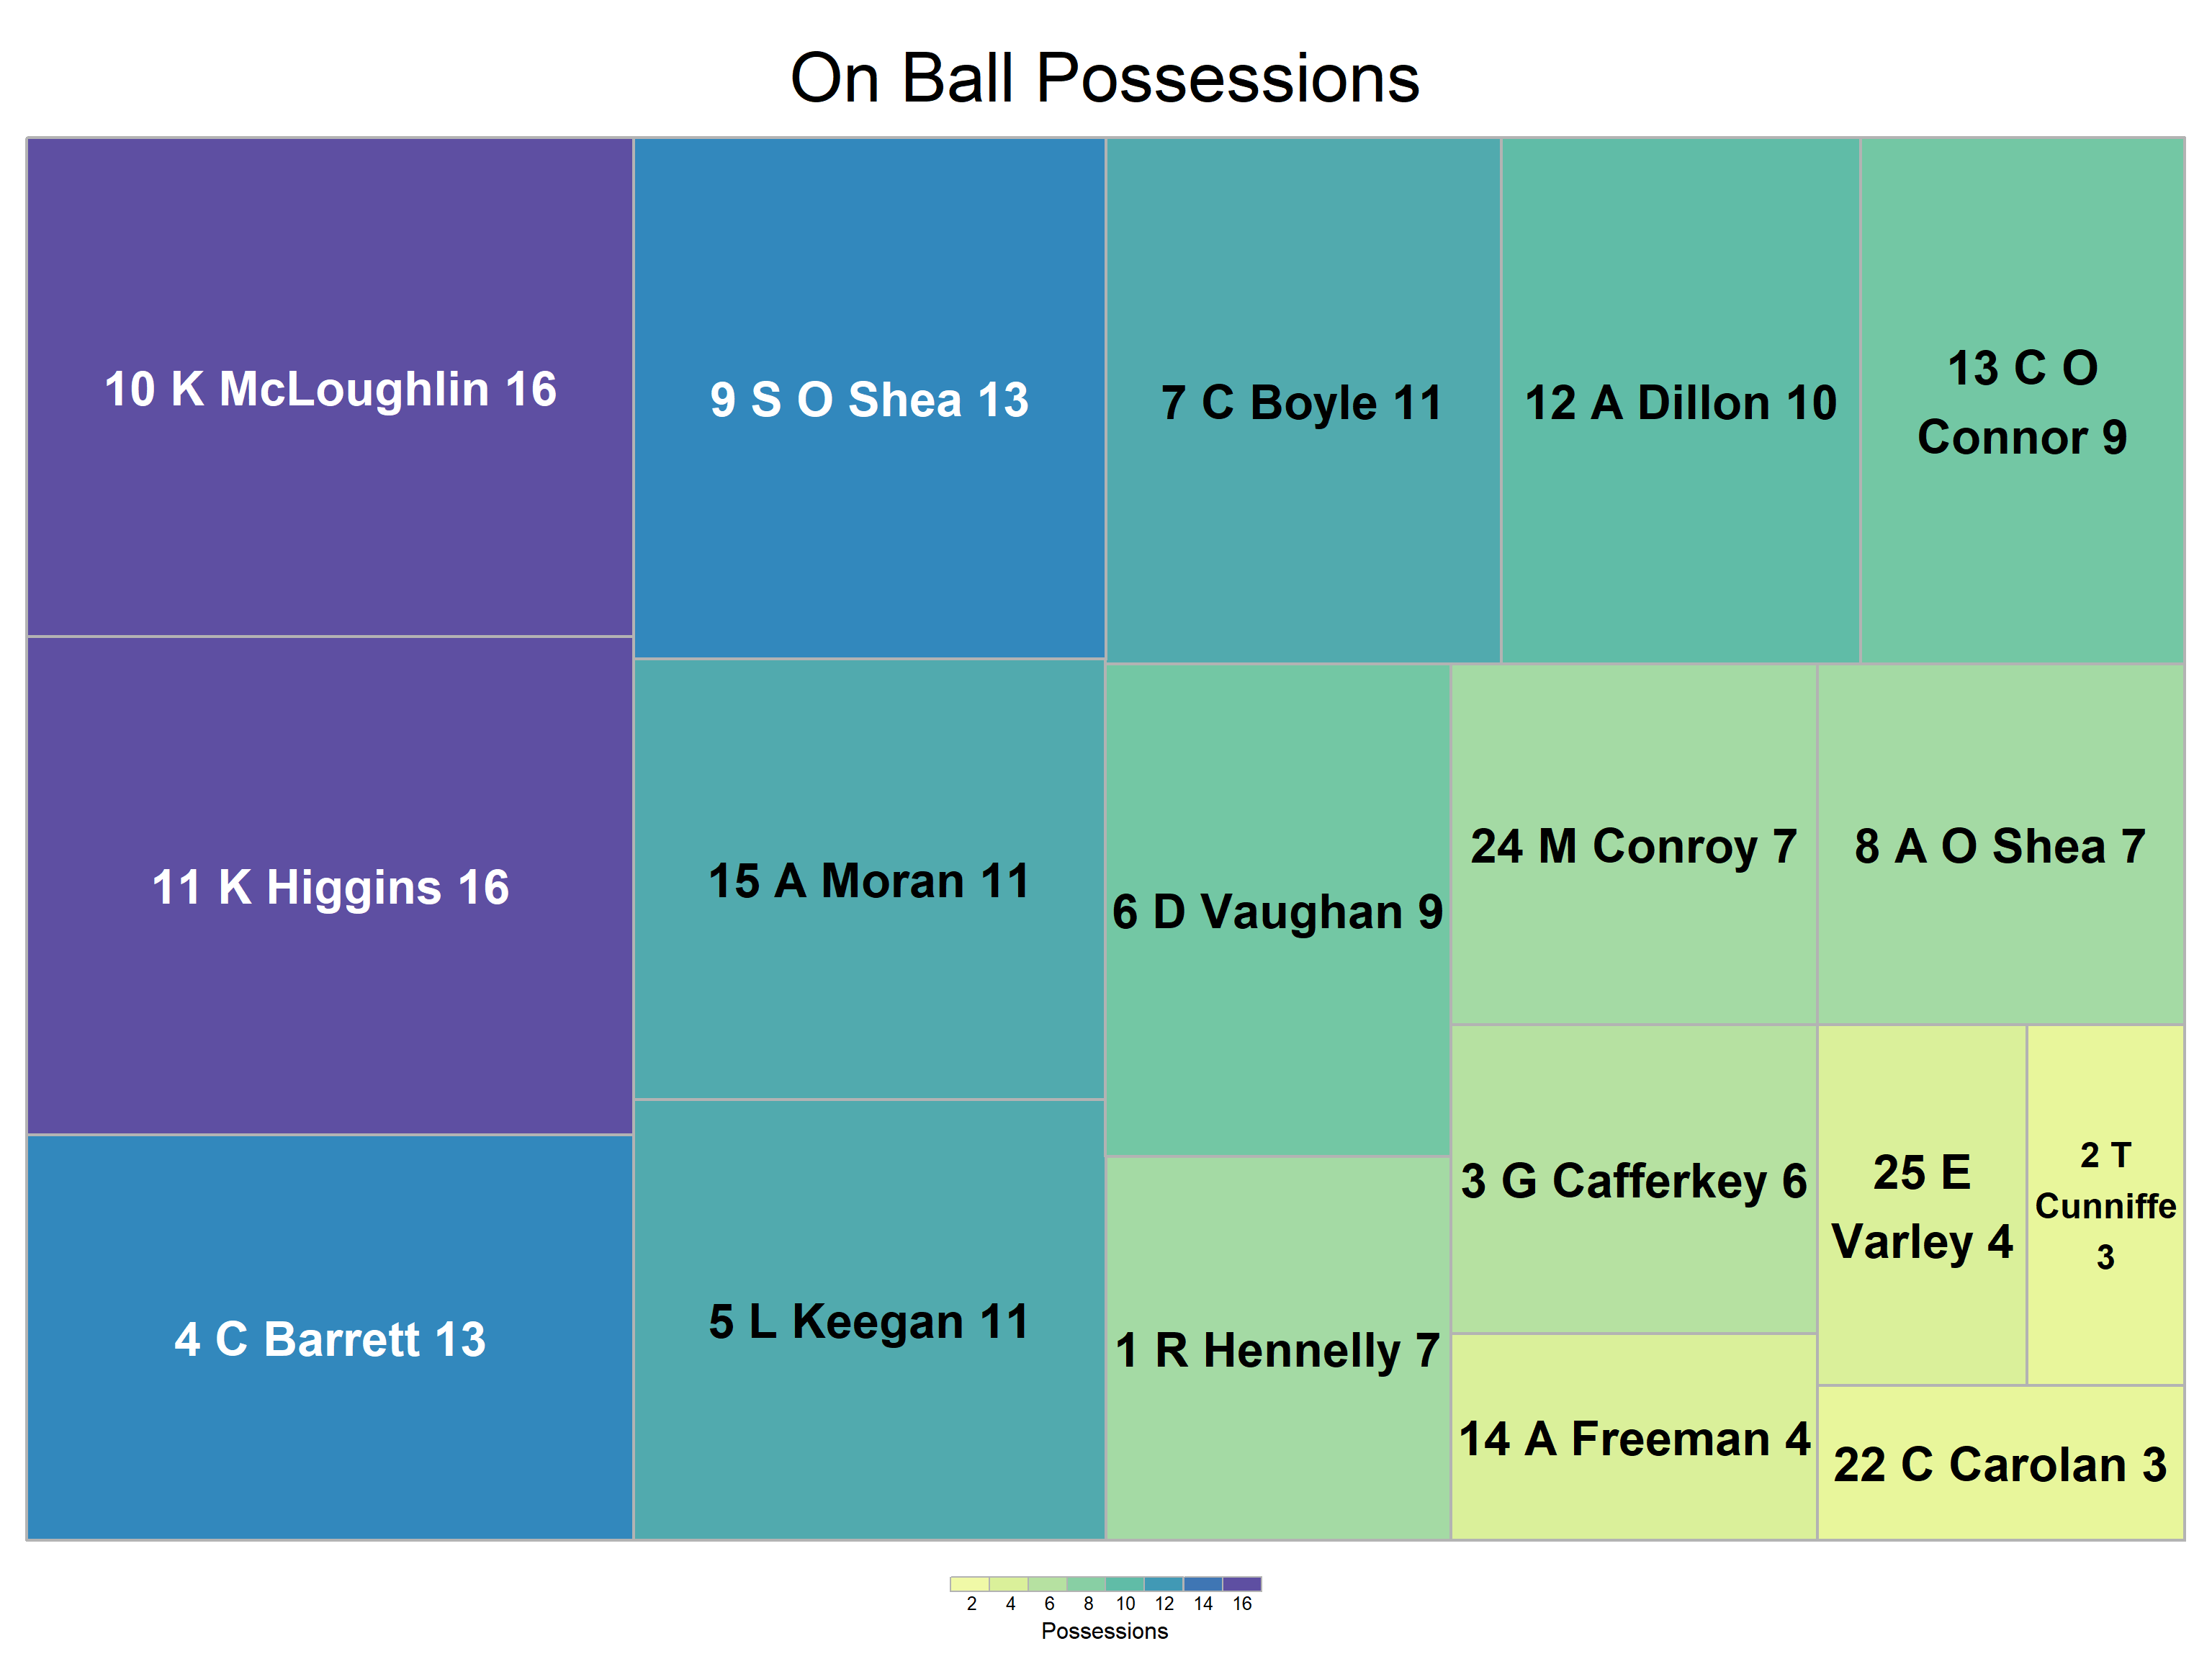 On Ball Possessions
10 K McLoughlin 16
9 S O Shea 13
7 C Boyle 11
12 A Dillon 10
13 C O
Connor 9
11 K Higgins 16
15 A Moran 11
6 D Vaughan 9
24 M Conroy 7
8 A O Shea 7
4 C Barrett 13
5 L Keegan 11
1 R Hennelly 7
3 G Cafferkey 6
25 E
Varley 4
2 T
Cunniffe
3
14 A Freeman 4
22 C Carolan 3
2 4 6 8 10 12 14 16
Possessions